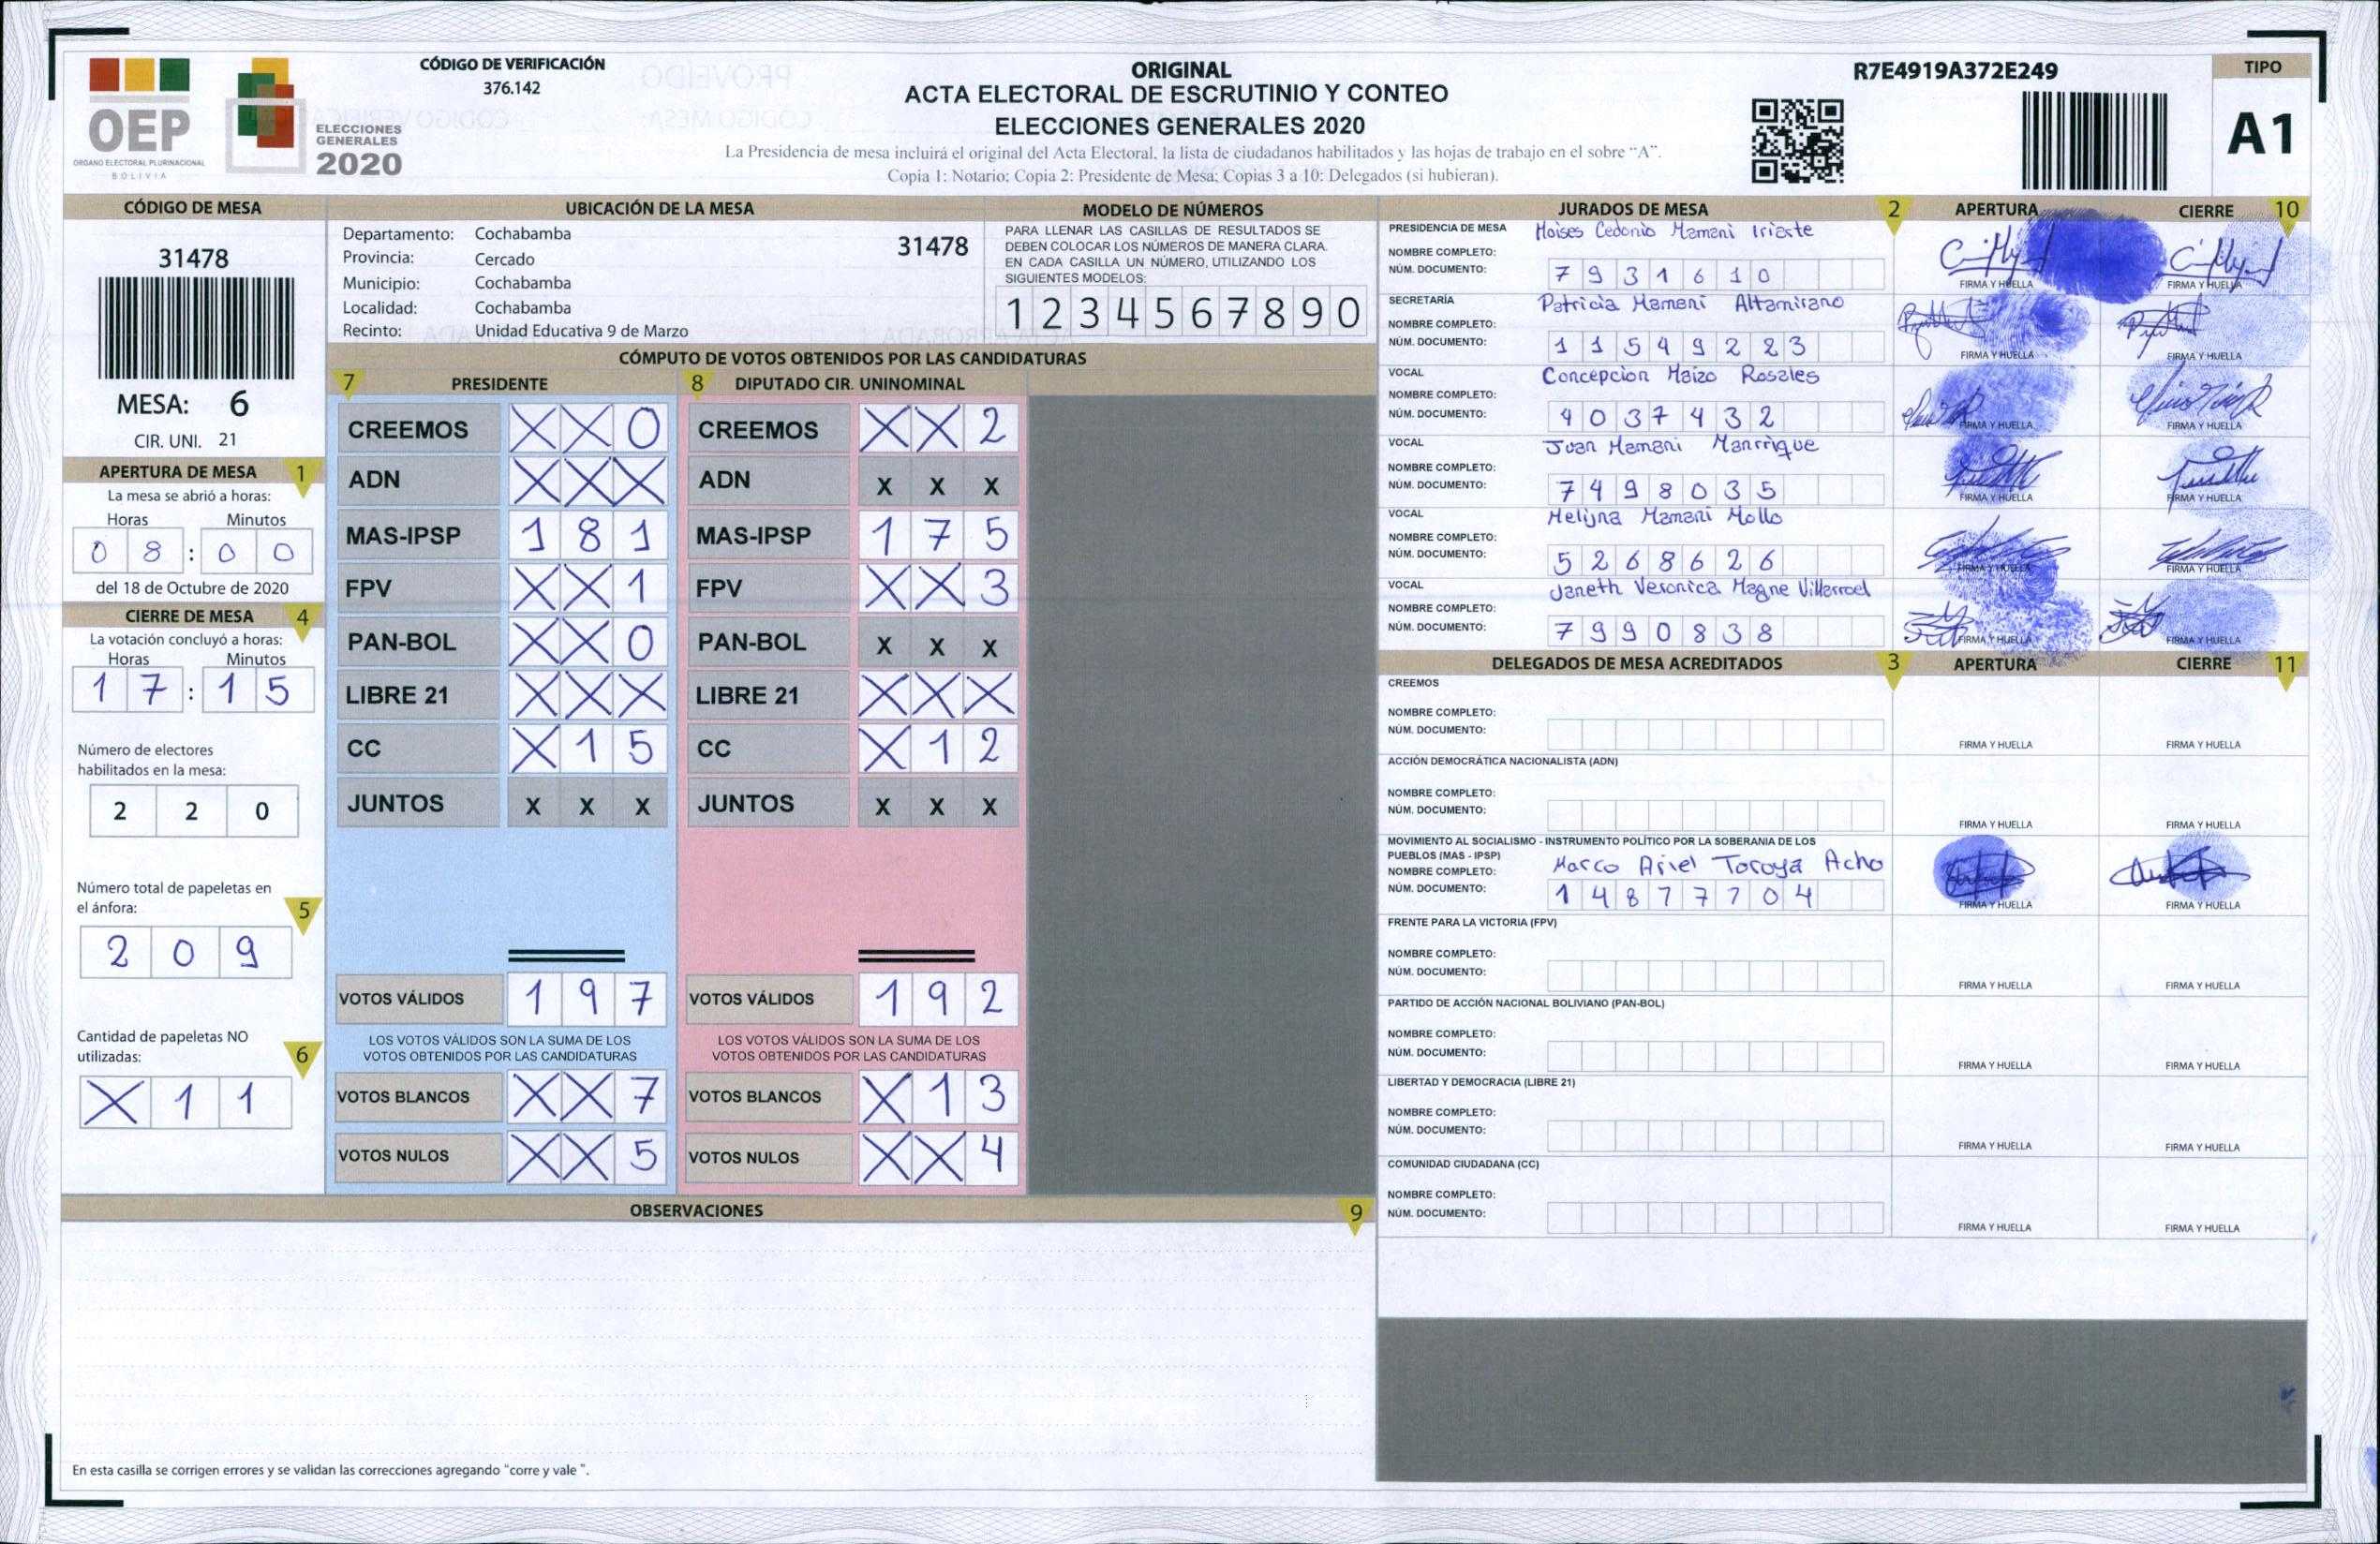 OEP
ORGANO ELECTORAL PLURINACIONAL
BOLIVIA
ELECCIONES
GENERALES
2020
CÓDIGO DE VERIFICACIÓN
376.142
ORIGINAL
ACTA ELECTORAL DE ESCRUTINIO Y CONTEO
ELECCIONES GENERALES 2020
La Presidencia de mesa incluirá el original del Acta Electoral, la lista de ciudadanos habilitados y las hojas de trabajo en el sobre "A".
Copia 1: Notario; Copia 2: Presidente de Mesa; Copias 3 a 10: Delegados (si hubieran).
R7E4919A372E249
TIPO
A1
CÓDIGO DE MESA
31478
MESA: 6
CIR. UNI. 21
APERTURA DE MESA 1
La mesa se abrió a horas:
Horas Minutos
0 8 : 0 0
del 18 de Octubre de 2020
CIERRE DE MESA 4
La votación concluyó a horas:
Horas Minutos
1 7 : 1 5
Número de electores
habilitados en la mesa:
2 2 0
Número total de papeletas en
el ánfora: 5
2 0 9
Cantidad de papeletas NO
utilizadas: 6
X 1 1
UBICACIÓN DE LA MESA
Departamento: Cochabamba 31478
Provincia: Cercado
Municipio: Cochabamba
Localidad: Cochabamba
Recinto: Unidad Educativa 9 de Marzo
MODELO DE NÚMEROS
PARA LLENAR LAS CASILLAS DE RESULTADOS SE
DEBEN COLOCAR LOS NÚMEROS DE MANERA CLARA.
EN CADA CASILLA UN NÚMERO, UTILIZANDO LOS
SIGUIENTES MODELOS:
1 2 3 4 5 6 7 8 9 0
CÓMPUTO DE VOTOS OBTENIDOS POR LAS CANDIDATURAS
7 PRESIDENTE 8 DIPUTADO CIR. UNINOMINAL
CREEMOS X X 0 CREEMOS X X 2
ADN X X X ADN X X X
MAS-IPSP 1 8 1 MAS-IPSP 1 7 5
FPV X X 1 FPV X X 3
PAN-BOL X X 0 PAN-BOL X X X
LIBRE 21 X X X LIBRE 21 X X X
CC X 1 5 CC X 1 2
JUNTOS X X X JUNTOS X X X
VOTOS VÁLIDOS 1 9 7 VOTOS VÁLIDOS 1 9 2
LOS VOTOS VÁLIDOS SON LA SUMA DE LOS LOS VOTOS VÁLIDOS SON LA SUMA DE LOS
VOTOS OBTENIDOS POR LAS CANDIDATURAS VOTOS OBTENIDOS POR LAS CANDIDATURAS
VOTOS BLANCOS X X 7 VOTOS BLANCOS X 1 3
VOTOS NULOS X X 5 VOTOS NULOS X X 4
OBSERVACIONES 9
En esta casilla se corrigen errores y se validan las correcciones agregando "corre y vale ".
JURADOS DE MESA 2 APERTURA CIERRE 10
PRESIDENCIA DE MESA Moises Cedonio Mamani Iriarte
NOMBRE COMPLETO:
NÚM. DOCUMENTO: 7 9 3 1 6 1 0
FIRMA Y HUELLA FIRMA Y HUELLA
SECRETARÍA Patricia Mamani Altamirano
NOMBRE COMPLETO:
NÚM. DOCUMENTO: 1 1 5 4 9 2 2 3
FIRMA Y HUELLA FIRMA Y HUELLA
VOCAL Concepcion Maizo Rosales
NOMBRE COMPLETO:
NÚM. DOCUMENTO: 4 0 3 7 4 3 2
FIRMA Y HUELLA FIRMA Y HUELLA
VOCAL Juan Mamani Manrrique
NOMBRE COMPLETO:
NÚM. DOCUMENTO: 7 4 9 8 0 3 5
FIRMA Y HUELLA FIRMA Y HUELLA
VOCAL Melijna Mamani Mollo
NOMBRE COMPLETO:
NÚM. DOCUMENTO: 5 2 6 8 6 2 6
FIRMA Y HUELLA FIRMA Y HUELLA
VOCAL Janeth Veronica Magne Villarroel
NOMBRE COMPLETO:
NÚM. DOCUMENTO: 7 9 9 0 8 3 8
FIRMA Y HUELLA FIRMA Y HUELLA
DELEGADOS DE MESA ACREDITADOS 3 APERTURA CIERRE 11
CREEMOS
NOMBRE COMPLETO:
NÚM. DOCUMENTO:
FIRMA Y HUELLA FIRMA Y HUELLA
ACCIÓN DEMOCRÁTICA NACIONALISTA (ADN)
NOMBRE COMPLETO:
NÚM. DOCUMENTO:
FIRMA Y HUELLA FIRMA Y HUELLA
MOVIMIENTO AL SOCIALISMO - INSTRUMENTO POLÍTICO POR LA SOBERANIA DE LOS
PUEBLOS (MAS - IPSP)
NOMBRE COMPLETO: Marco Ariel Toroya Acho
NÚM. DOCUMENTO: 1 4 8 7 7 7 0 4
FIRMA Y HUELLA FIRMA Y HUELLA
FRENTE PARA LA VICTORIA (FPV)
NOMBRE COMPLETO:
NÚM. DOCUMENTO:
FIRMA Y HUELLA FIRMA Y HUELLA
PARTIDO DE ACCIÓN NACIONAL BOLIVIANO (PAN-BOL)
NOMBRE COMPLETO:
NÚM. DOCUMENTO:
FIRMA Y HUELLA FIRMA Y HUELLA
LIBERTAD Y DEMOCRACIA (LIBRE 21)
NOMBRE COMPLETO:
NÚM. DOCUMENTO:
FIRMA Y HUELLA FIRMA Y HUELLA
COMUNIDAD CIUDADANA (CC)
NOMBRE COMPLETO:
NÚM. DOCUMENTO:
FIRMA Y HUELLA FIRMA Y HUELLA